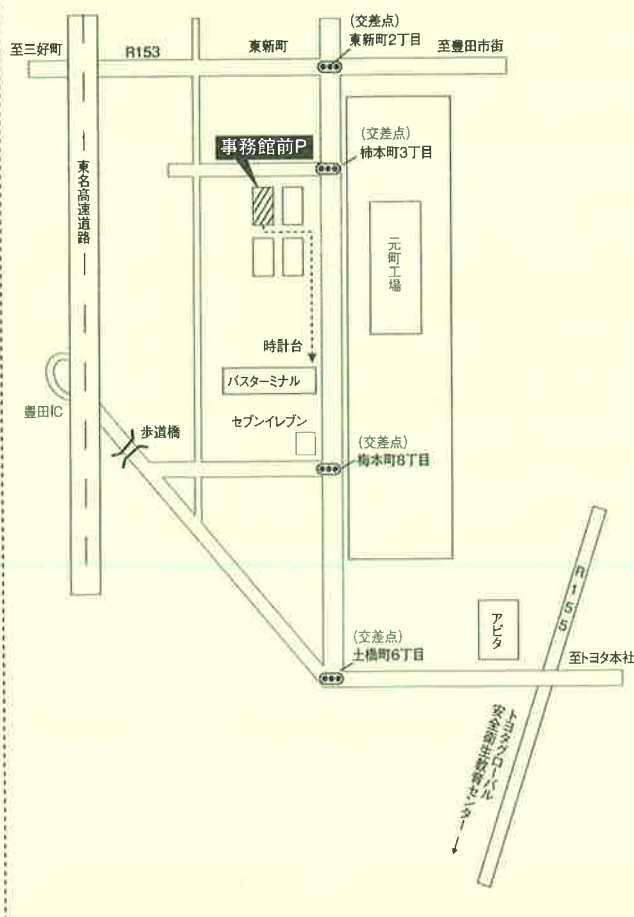 (交差点)
東新町2丁目
至三好町
R153
東新町
至豊田市街
事務館前P
(交差点)
柿本町3丁目
東名高速道路
元町工場
時計台
バスターミナル
豊田IC
歩道橋
セブンイレブン
(交差点)
梅本町8丁目
R155
アピタ
(交差点)
土橋町6丁目
至トヨタ本社
トヨタグローバル
安全衛生教育センター